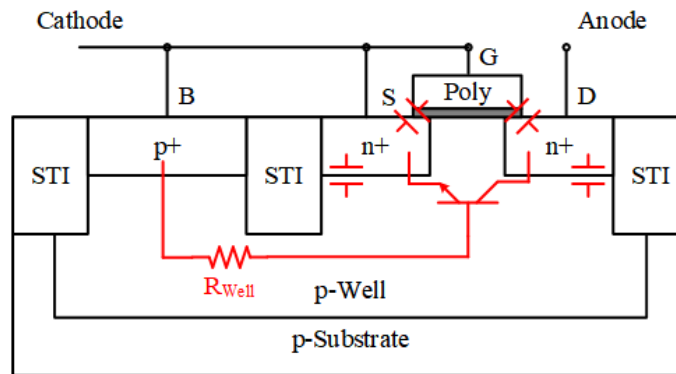 Cathode
Anode
G
B
S
Poly
D
STI
p+
STI
n+
n+
STI
RWell
p-Well
p-Substrate